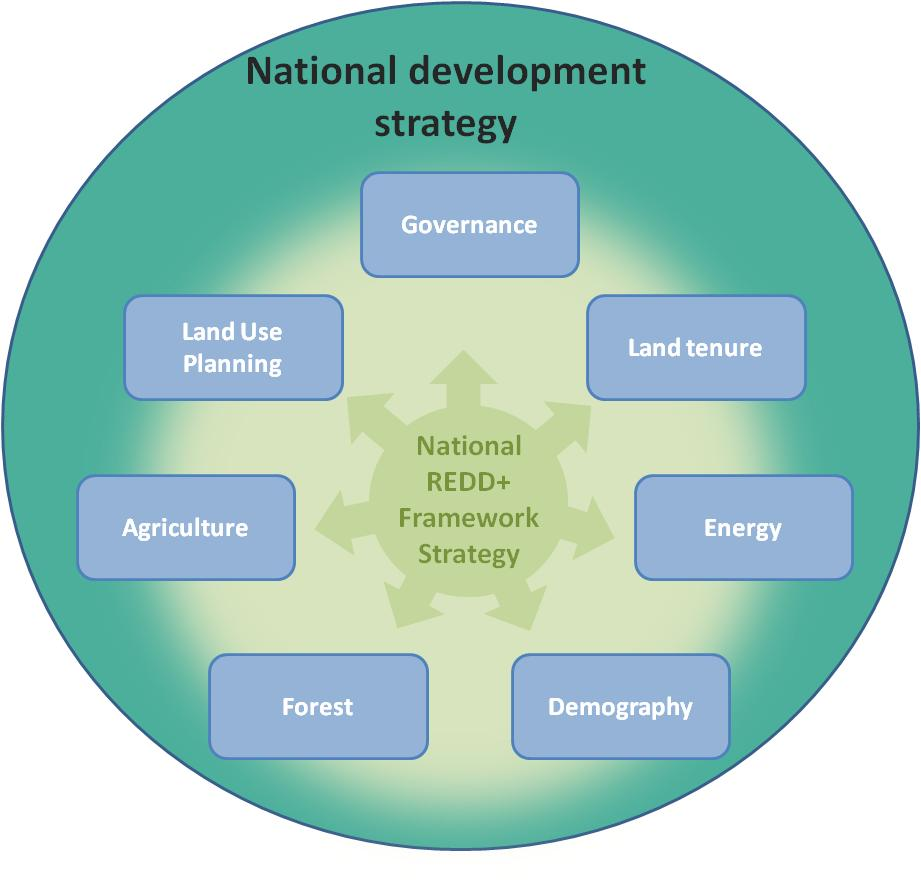 National development
strategy
Governance
Land Use
Planning
Land tenure
National
REDD+
Framework
Strategy
Agriculture
Energy
Forest
Demography